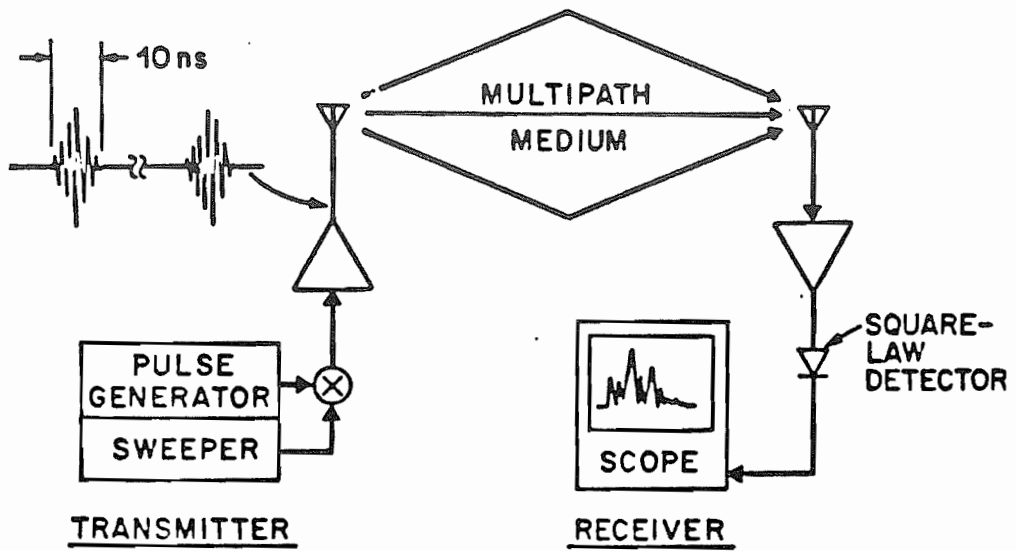 10 ns
MULTIPATH
MEDIUM
PULSE
GENERATOR
SWEEPER
SQUARE-
LAW
DETECTOR
SCOPE
TRANSMITTER
RECEIVER